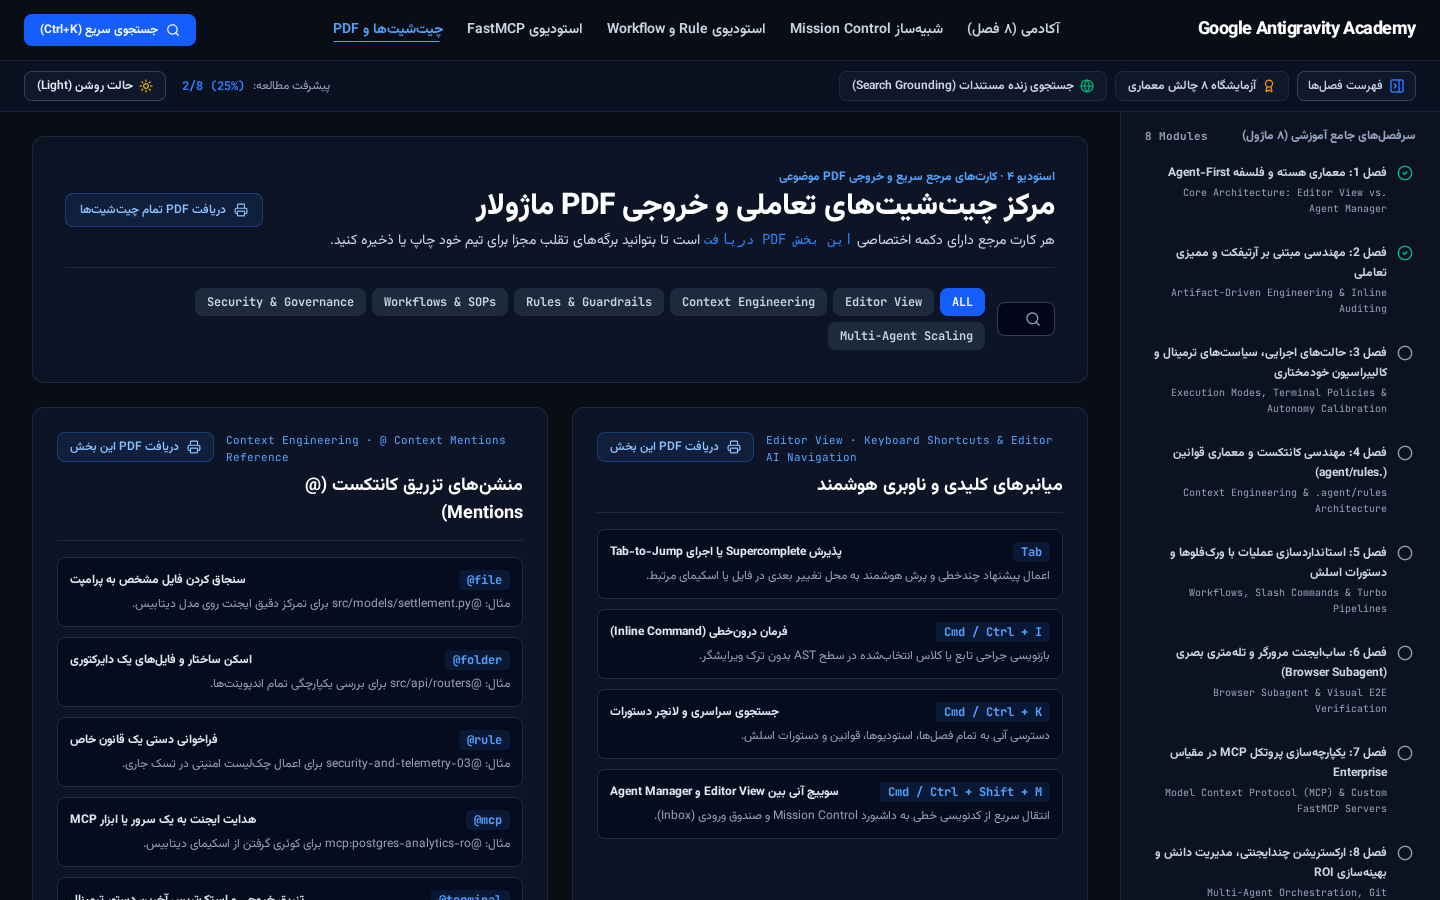 Google Antigravity Academy
آکادمی (۸ فصل)
شبیه‌ساز Mission Control
استودیوی Rule و Workflow
استودیوی FastMCP
چیت‌شیت‌ها و PDF
جستجوی سریع (Ctrl+K)
فهرست فصل‌ها
آزمایشگاه ۸ چالش معماری
جستجوی زنده مستندات (Search Grounding)
پیشرفت مطالعه: 2/8 (25%)
حالت روشن (Light)
سرفصل‌های جامع آموزشی (۸ ماژول)
8 Modules
فصل 1: معماری هسته و فلسفه Agent-First
Core Architecture: Editor View vs.
Agent Manager
فصل 2: مهندسی مبتنی بر آرتیفکت و ممیزی
تعاملی
Artifact-Driven Engineering & Inline
Auditing
فصل 3: حالت‌های اجرایی، سیاست‌های ترمینال و
کالیبراسیون خودمختاری
Execution Modes, Terminal Policies &
Autonomy Calibration
فصل 4: مهندسی کانتکست و معماری قوانین
(.agent/rules)
Context Engineering & .agent/rules
Architecture
فصل 5: استانداردسازی عملیات با ورک‌فلوها و
دستورات اسلش
Workflows, Slash Commands & Turbo
Pipelines
فصل 6: ساب‌ایجنت مرورگر و تله‌متری بصری
(Browser Subagent)
Browser Subagent & Visual E2E
Verification
فصل 7: یکپارچه‌سازی پروتکل MCP در مقیاس
Enterprise
Model Context Protocol (MCP) & Custom
FastMCP Servers
فصل 8: ارکستریشن چندایجنتی، مدیریت دانش و
بهینه‌سازی ROI
Multi-Agent Orchestration, Git
استودیو ۴ · کارت‌های مرجع سریع و خروجی PDF موضوعی
مرکز چیت‌شیت‌های تعاملی و خروجی PDF ماژولار
هر کارت مرجع دارای دکمه اختصاصی دریافت PDF این بخش است تا بتوانید برگه‌های تقلب مجزا برای تیم خود چاپ یا ذخیره کنید.
دریافت PDF تمام چیت‌شیت‌ها
ALL
Editor View
Context Engineering
Rules & Guardrails
Workflows & SOPs
Security & Governance
Multi-Agent Scaling
Editor View · Keyboard Shortcuts & Editor
AI Navigation
دریافت PDF این بخش
میانبرهای کلیدی و ناوبری هوشمند
Tab
پذیرش Supercomplete یا اجرای Tab-to-Jump
اعمال پیشنهاد چندخطی و پرش هوشمند به محل تغییر بعدی در فایل یا اسکیمای مرتبط.
Cmd / Ctrl + I
فرمان درون‌خطی (Inline Command)
بازنویسی جراحی تابع یا کلاس انتخاب‌شده در سطح AST بدون ترک ویرایشگر.
Cmd / Ctrl + K
جستجوی سراسری و لانچر دستورات
دسترسی آنی به تمام فصل‌ها، استودیوها، قوانین و دستورات اسلش.
Cmd / Ctrl + Shift + M
سوییچ آنی بین Editor View و Agent Manager
انتقال سریع از کدنویسی خطی به داشبورد Mission Control و صندوق ورودی (Inbox).
Context Engineering · @ Context Mentions
Reference
دریافت PDF این بخش
منشن‌های تزریق کانتکست (@
Mentions)
@file
سنجاق کردن فایل مشخص به پرامپت
مثال: @src/models/settlement.py برای تمرکز دقیق ایجنت روی مدل دیتابیس.
@folder
اسکن ساختار و فایل‌های یک دایرکتوری
مثال: @src/api/routers برای بررسی یکپارچگی تمام اندپوینت‌ها.
@rule
فراخوانی دستی یک قانون خاص
مثال: @security-and-telemetry-03 برای اعمال چک‌لیست امنیتی در تسک جاری.
@mcp
هدایت ایجنت به یک سرور یا ابزار MCP
مثال: @mcp:postgres-analytics-ro برای کوئری گرفتن از اسکیمای دیتابیس.
@terminal